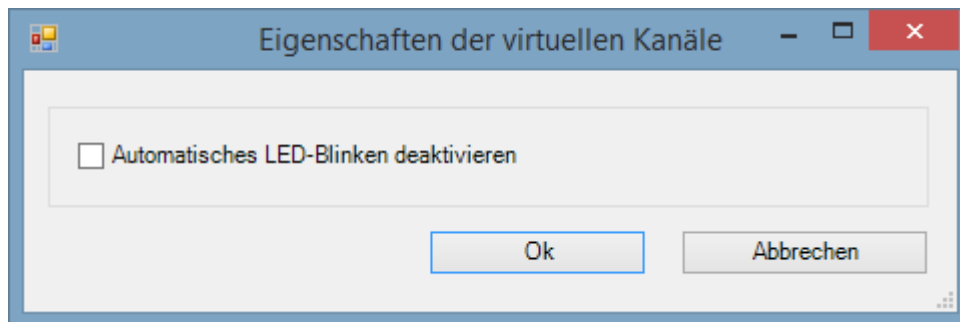 Eigenschaften der virtuellen Kanäle
Automatisches LED-Blinken deaktivieren
Ok
Abbrechen